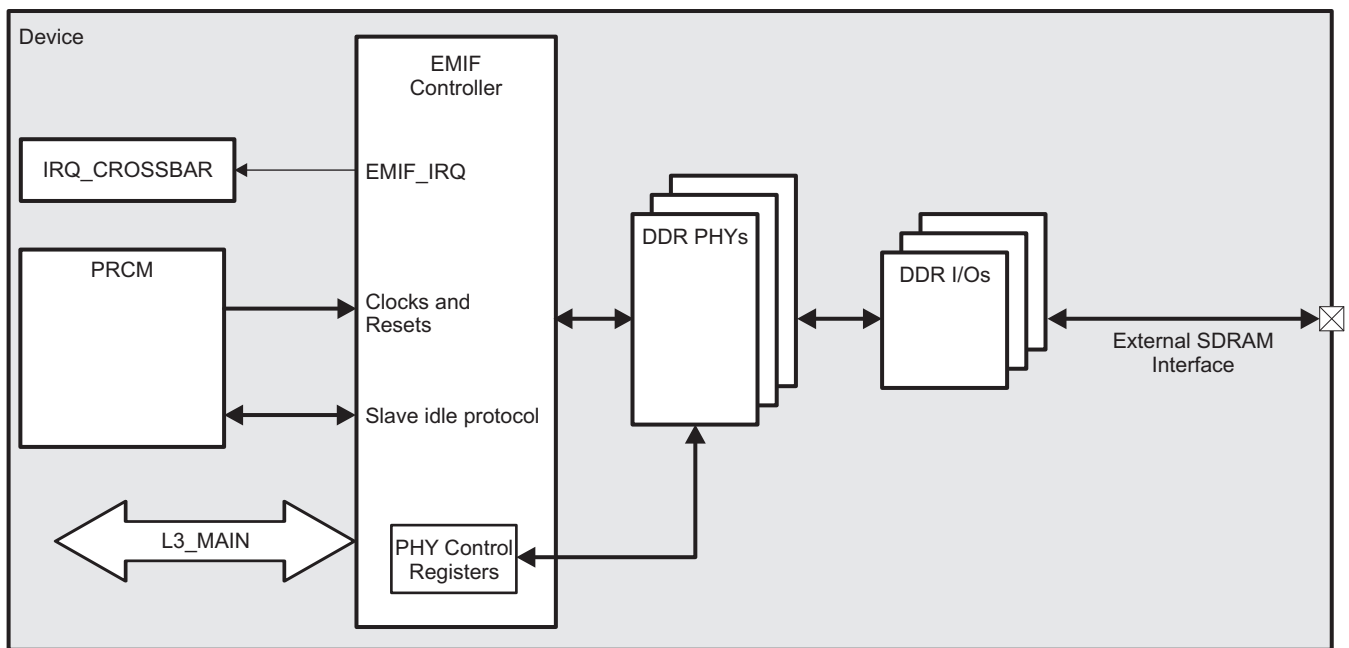 Device
EMIF
Controller
IRQ_CROSSBAR
EMIF_IRQ
PRCM
Clocks and
Resets
Slave idle protocol
L3_MAIN
PHY Control
Registers
DDR PHYs
DDR I/Os
External SDRAM
Interface